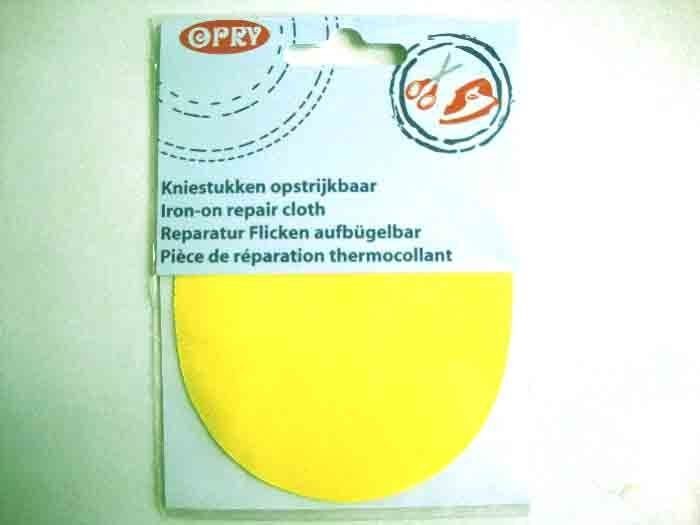 OPRY
Kniestukken opstrijkbaar
Iron-on repair cloth
Reparatur Flicken aufbügelbar
Pièce de réparation thermocollant